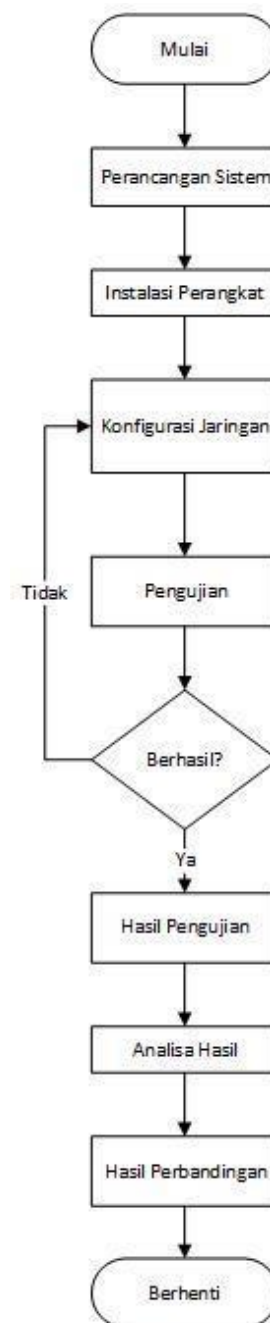 Mulai
Perancangan Sistem
Instalasi Perangkat
Konfigurasi Jaringan
Pengujian
Tidak
Berhasil?
Ya
Hasil Pengujian
Analisa Hasil
Hasil Perbandingan
Berhenti